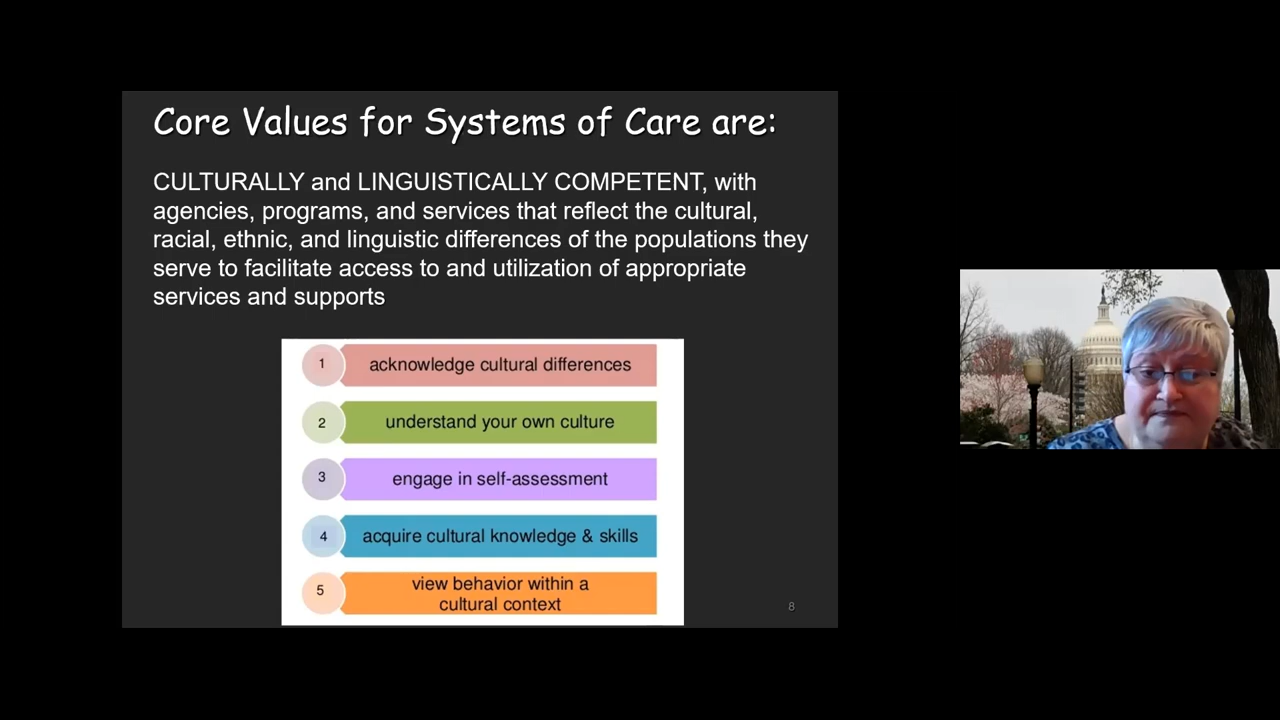 Core Values for Systems of Care are:
CULTURALLY and LINGUISTICALLY COMPETENT, with
agencies, programs, and services that reflect the cultural,
racial, ethnic, and linguistic differences of the populations they
serve to facilitate access to and utilization of appropriate
services and supports
1 acknowledge cultural differences
2 understand your own culture
3 engage in self-assessment
4 acquire cultural knowledge & skills
5 view behavior within a
cultural context
8